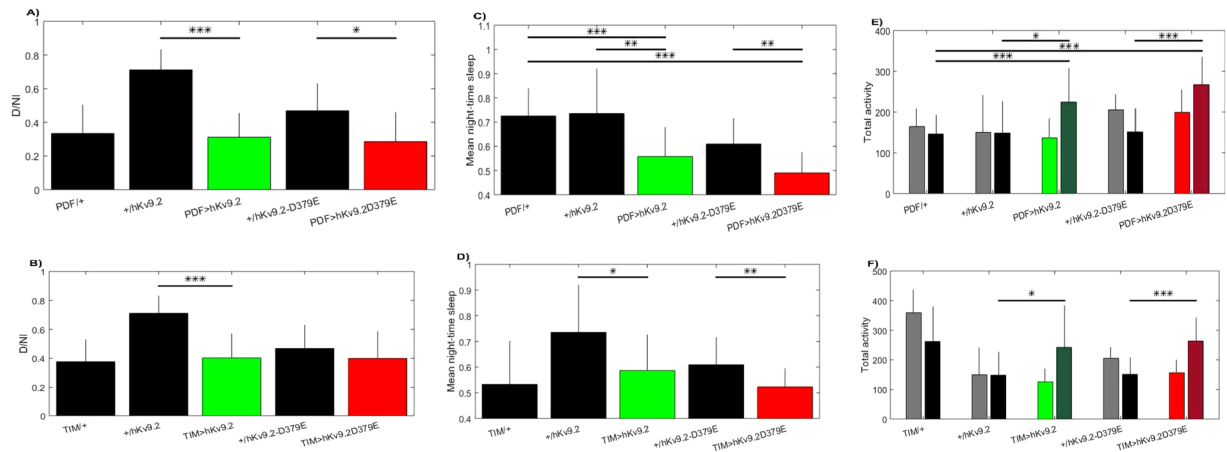 A)
D/NI
1
0.8
0.6
0.4
0.2
0
*** *
PDF/+ +/hKv9.2 PDF>hKv9.2 +/hKv9.2-D379E PDF>hKv9.2D379E
C)
Mean night-time sleep
1.1
1
0.9
0.8
0.7
0.6
0.5
0.4
***
** **
***
PDF/+ +/hKv9.2 PDF>hKv9.2 +/hKv9.2-D379E PDF>hKv9.2D379E
E)
Total activity
400
300
200
100
0
* ***
***
***
PDF/+ +/hKv9.2 PDF>hKv9.2 +/hKv9.2-D379E PDF>hKv9.2D379E
B)
D/NI
1
0.8
0.6
0.4
0.2
0
***
TIM/+ +/hKv9.2 TIM>hKv9.2 +/hKv9.2-D379E TIM>hKv9.2D379E
D)
Mean night-time sleep
1
0.9
0.8
0.7
0.6
0.5
0.4
* **
TIM/+ +/hKv9.2 TIM>hKv9.2 +/hKv9.2-D379E TIM>hKv9.2D379E
F)
Total activity
500
400
300
200
100
0
* ***
TIM/+ +/hKv9.2 TIM>hKv9.2 +/hKv9.2-D379E TIM>hKv9.2D379E